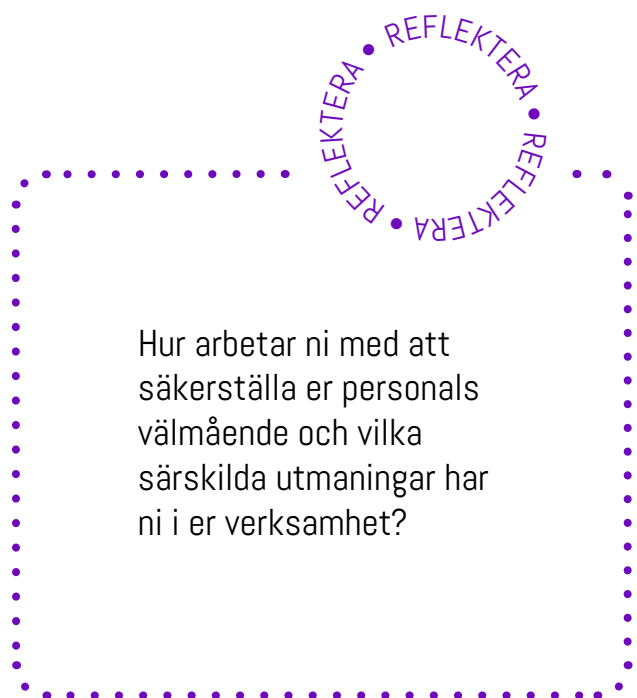 REFLEKTERA • REFLEKTERA • REFLEKTERA •
Hur arbetar ni med att
säkerställa er personals
välmående och vilka
särskilda utmaningar har
ni i er verksamhet?